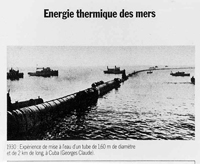 Energie thermique des mers
1930 Expérience de mise à l'eau d'un tube de 1,60 m de diamètre
et de 2 km de long, à Cuba (Georges Claude).